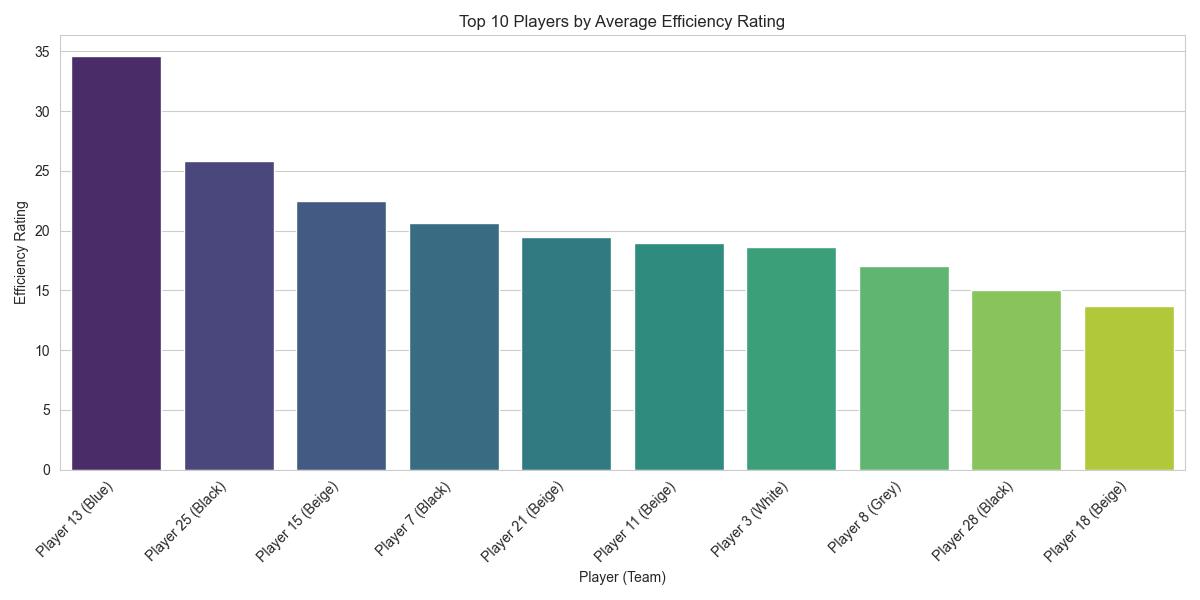 Top 10 Players by Average Efficiency Rating
Efficiency Rating
35
30
25
20
15
10
5
0
Player 13 (Blue)
Player 25 (Black)
Player 15 (Beige)
Player 7 (Black)
Player 21 (Beige)
Player 11 (Beige)
Player 3 (White)
Player 8 (Grey)
Player 28 (Black)
Player 18 (Beige)
Player (Team)